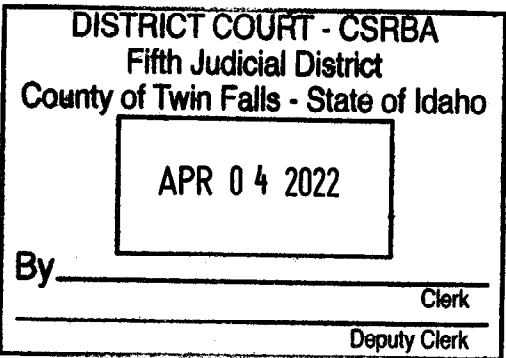 DISTRICT COURT - CSRBA
Fifth Judicial District
County of Twin Falls - State of Idaho
APR 04 2022
By
Clerk
Deputy Clerk